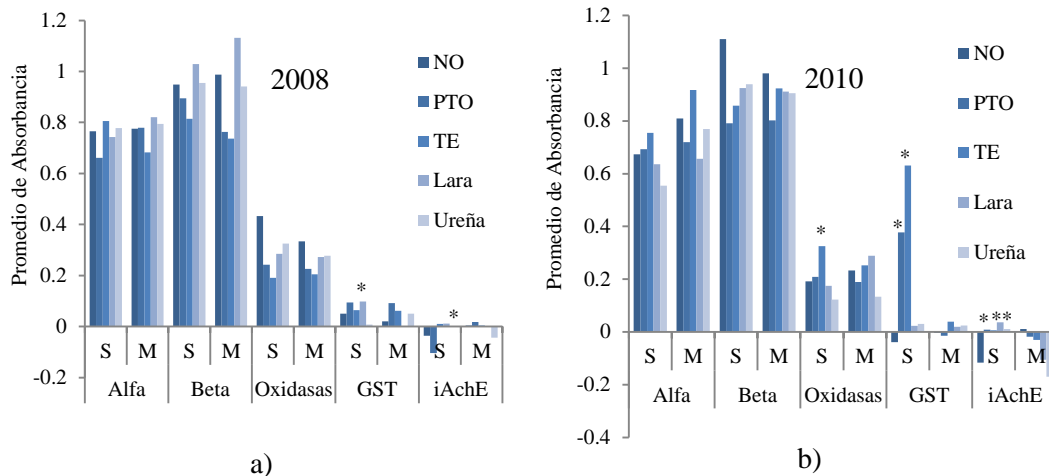 1.2
1
0.8
0.6
0.4
0.2
0
-0.2
Promedio de Absorbancia
2008
NO
PTO
TE
Lara
Ureña
*
*
S M S M S M S M S M
Alfa Beta Oxidasas GST iAchE
a)
1.2
1
0.8
0.6
0.4
0.2
0
-0.2
-0.4
Promedio de Absorbancia
2010
NO
PTO
TE
Lara
Ureña
*
*
*
* **
S M S M S M S M S M
Alfa Beta Oxidasas GST iAchE
b)